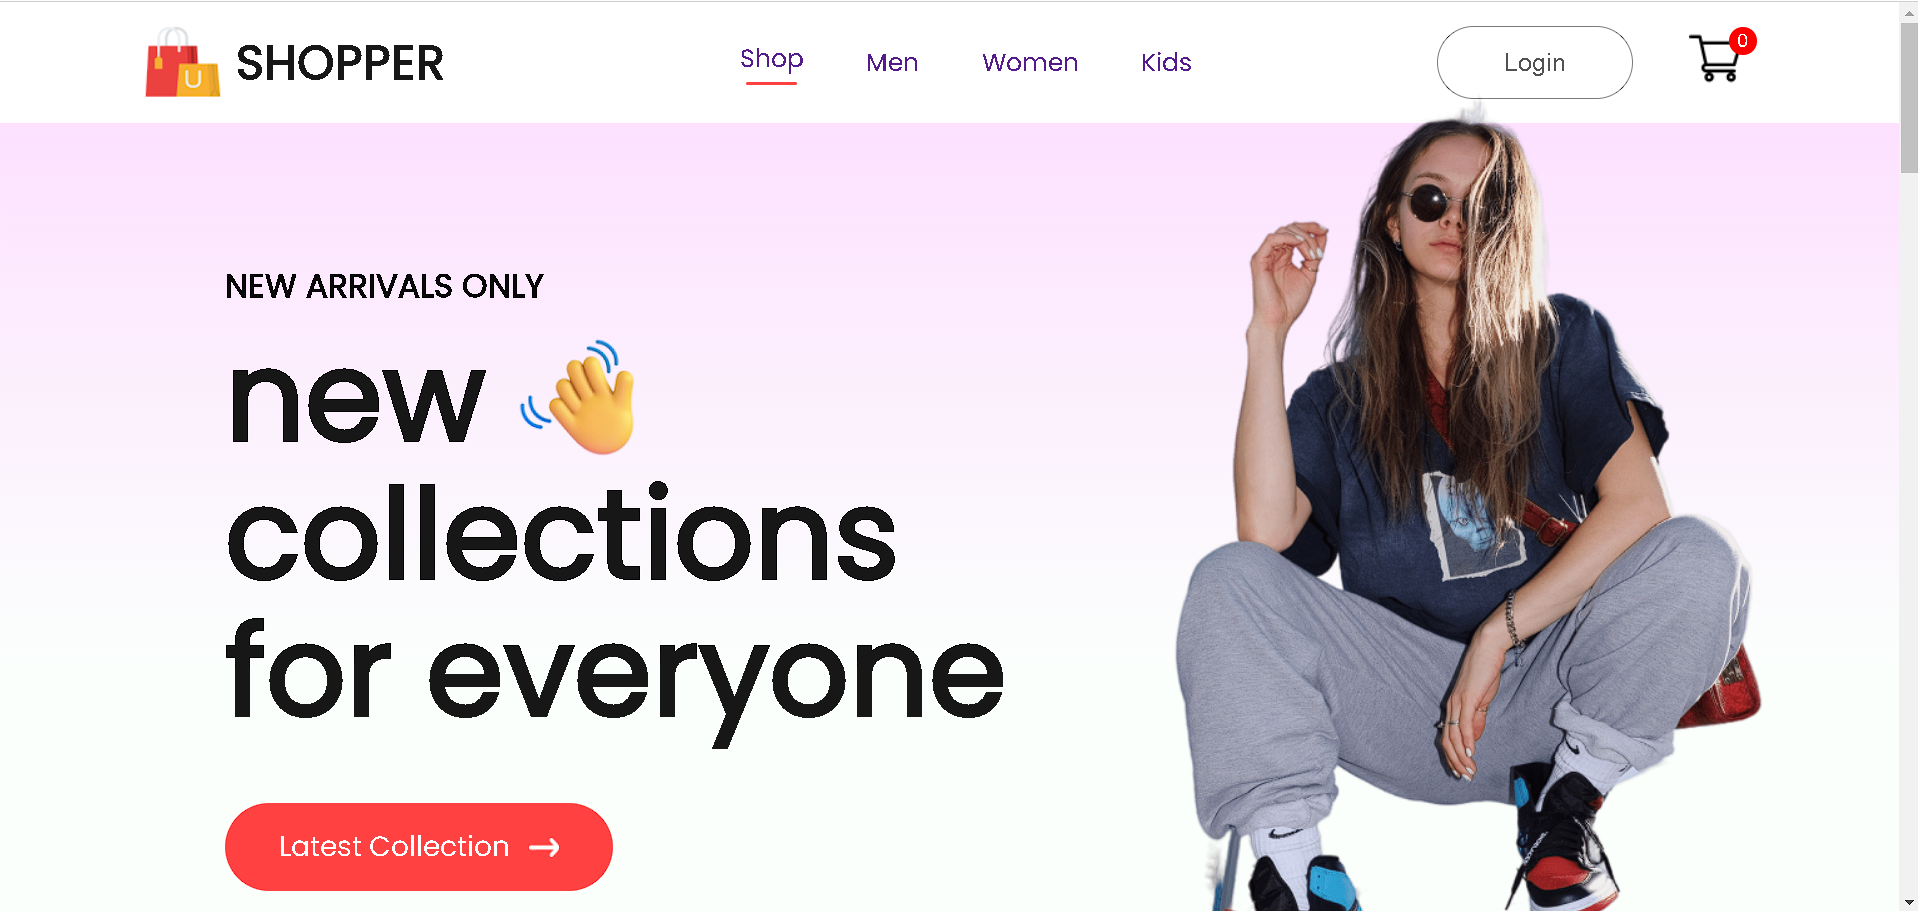 SHOPPER
Shop Men Women Kids
Login
0
NEW ARRIVALS ONLY
new
collections
for everyone
Latest Collection →
U